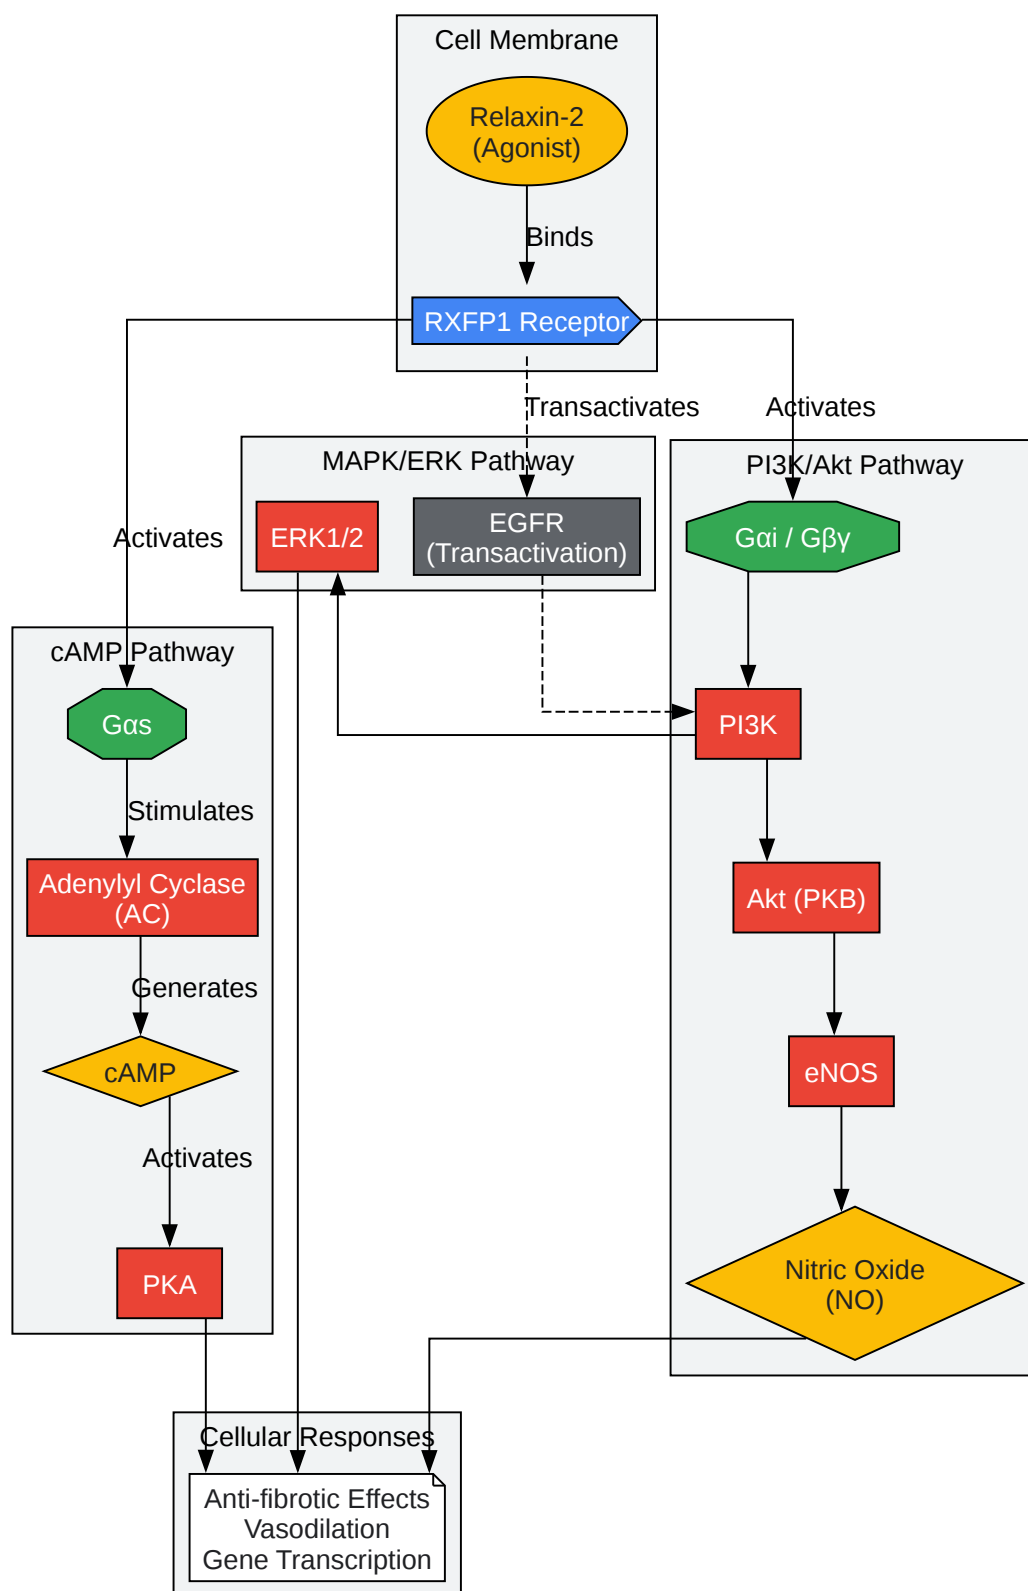 Cell Membrane
Relaxin-2
(Agonist)
Binds
RXFP1 Receptor
Transactivates
Activates
MAPK/ERK Pathway
PI3K/Akt Pathway
ERK1/2
EGFR
(Transactivation)
Gαi / Gβγ
Activates
cAMP Pathway
Gαs
PI3K
Stimulates
Adenylyl Cyclase
(AC)
Akt (PKB)
Generates
cAMP
eNOS
Activates
PKA
Nitric Oxide
(NO)
Cellular Responses
Anti-fibrotic Effects
Vasodilation
Gene Transcription